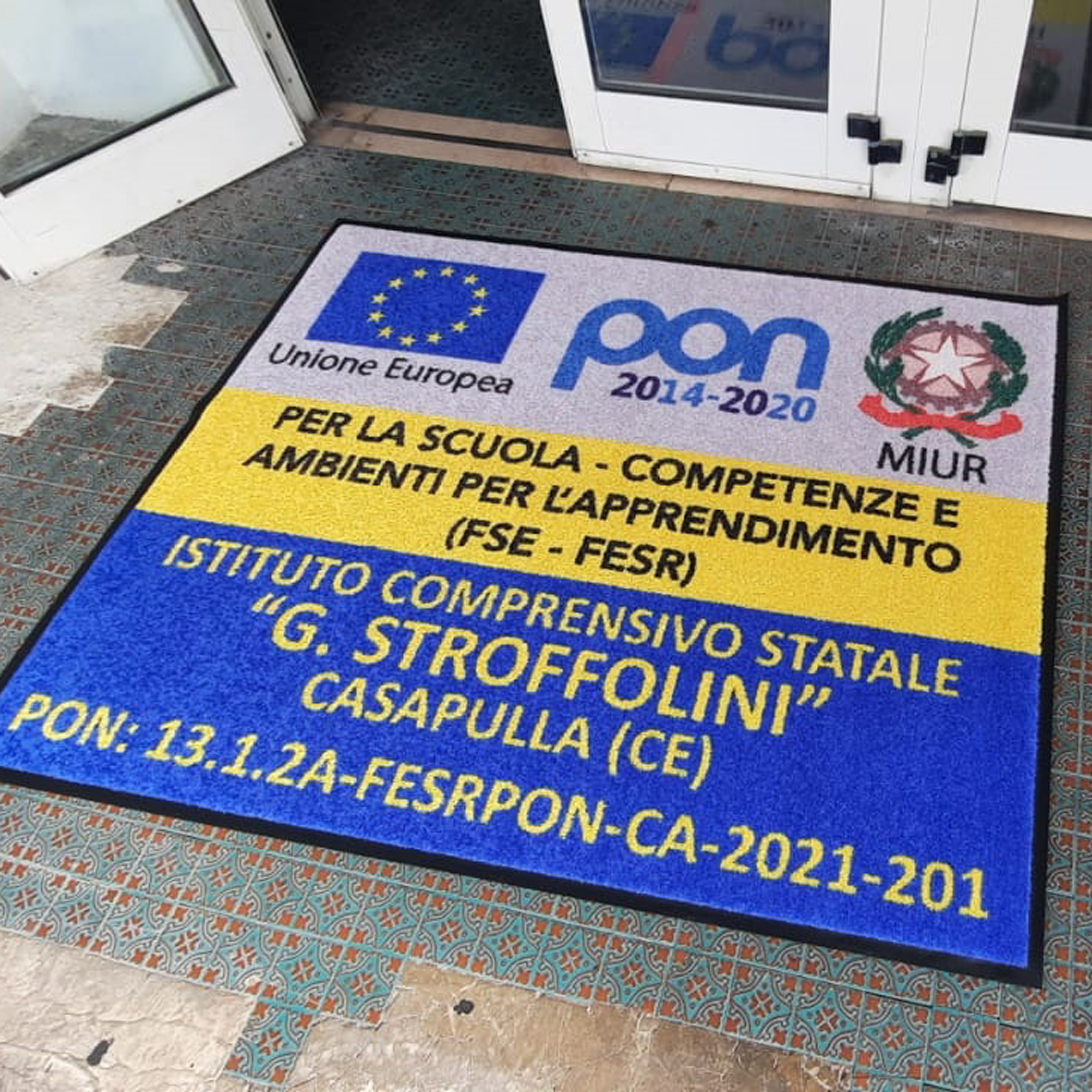 Unione Europea
pon
2014-2020
MIUR
PER LA SCUOLA - COMPETENZE E
AMBIENTI PER L'APPRENDIMENTO
(FSE - FESR)
ISTITUTO COMPRENSIVO STATALE
“G. STROFFOLINI”
CASAPULLA (CE)
PON: 13.1.2A-FESRPON-CA-2021-201